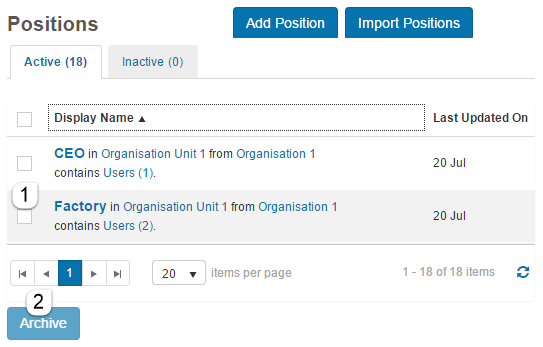 Positions
Add Position
Import Positions
Active (18)
Inactive (0)
Display Name ▲
Last Updated On
CEO in Organisation Unit 1 from Organisation 1
contains Users (1).
20 Jul
1
Factory in Organisation Unit 1 from Organisation 1
contains Users (2).
20 Jul
1
20
items per page
1 - 18 of 18 items
2
Archive